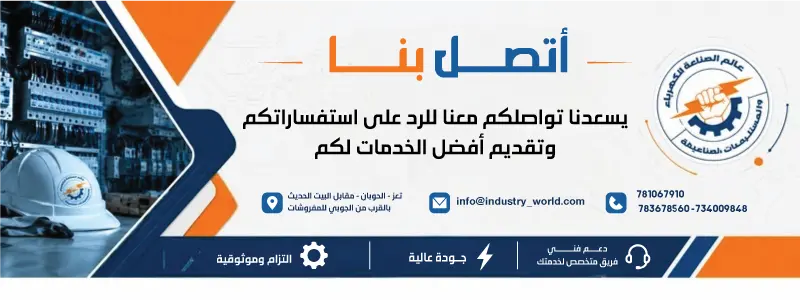 أتصل بنا
عالم الصناعة الكهرباء
والمستلزمات الصناعية
يسعدنا تواصلكم معنا للرد على استفساراتكم
وتقديم أفضل الخدمات لكم
781067910
783678560-734009848
info@industry_world.com
تعز - الحوبان - مقابل البيت الحديث
بالقرب من الجوبي للمفروشات
دعم فني
فريق متخصص لخدمتك
جودة عالية
التزام وموثوقية